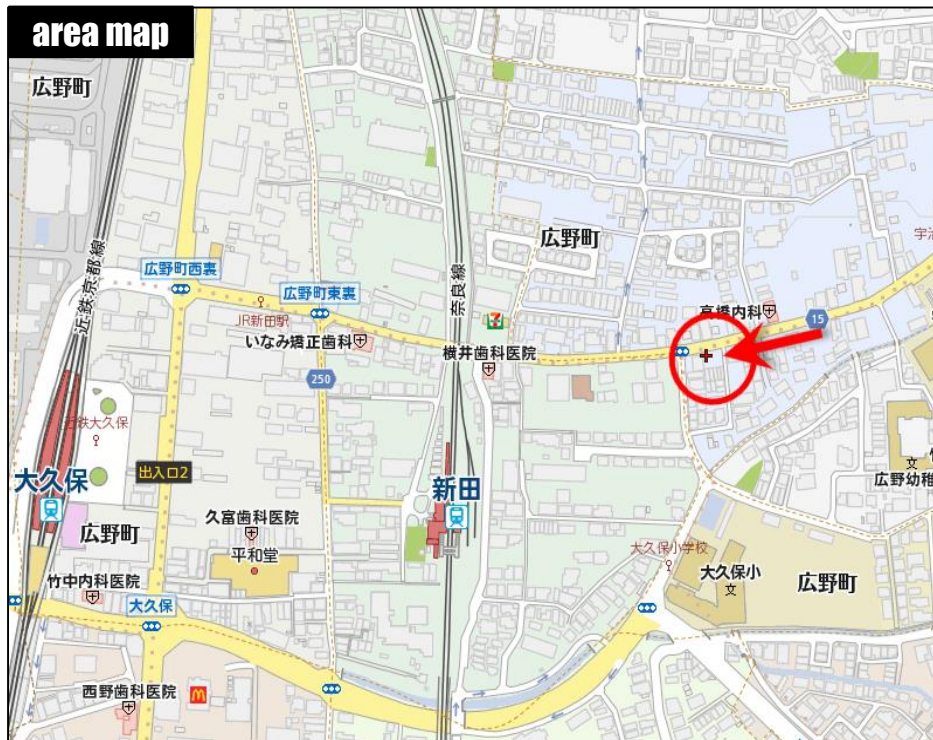 area map
広野町
近鉄京都線
広野町西裏
JR新田駅
広野町東裏
いなみ矯正歯科
250
奈良線
7
横井歯科医院
広野町
高橋内科
15
宇治
大久保
出入口2
広野町
久富歯科医院
平和堂
竹中内科医院
大久保
西野歯科医院
M
新田
大久保小学校
大久保小
広野町
広野幼稚